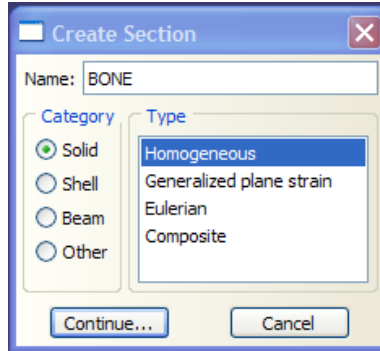 Create Section
Name: BONE
Category
Solid
Shell
Beam
Other
Type
Homogeneous
Generalized plane strain
Eulerian
Composite
Continue...
Cancel